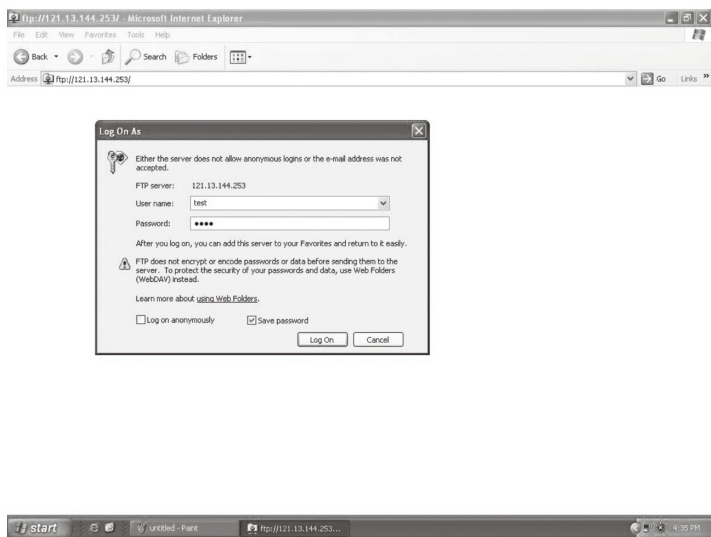 ftp://121.13.144.253/ - Microsoft Internet Explorer
File Edit View Favorites Tools Help
Back Search Folders
Address ftp://121.13.144.253/ Go Links »
Log On As
Either the server does not allow anonymous logins or the e-mail address was not
accepted.
FTP server: 121.13.144.253
User name: test
Password: ●●●●
After you log on, you can add this server to your Favorites and return to it easily.
FTP does not encrypt or encode passwords or data before sending them to the
server. To protect the security of your passwords and data, use Web Folders
(WebDAV) instead.
Learn more about using Web Folders.
Log on anonymously Save password
Log On Cancel
start untitled - Paint ftp://121.13.144.253... 4:35 PM